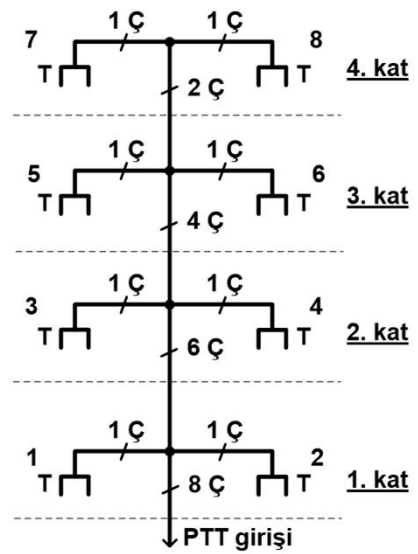 7 1 Ç 1 Ç 8
T T 4. kat
2 Ç
5 1 Ç 1 Ç 6
T T 3. kat
4 Ç
3 1 Ç 1 Ç 4
T T 2. kat
6 Ç
1 1 Ç 1 Ç 2
T T 1. kat
8 Ç
PTT girişi